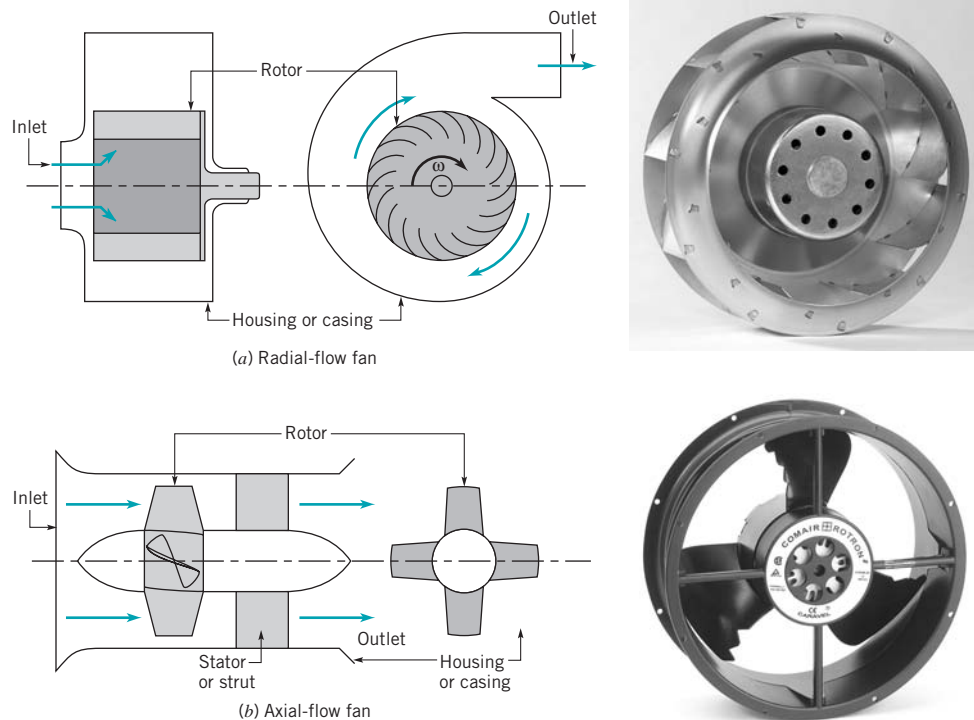 Outlet
Rotor
Inlet
ω
Housing or casing
(a) Radial-flow fan
Rotor
Inlet
Outlet
Stator
or strut
Housing
or casing
(b) Axial-flow fan
COMAIR ROTRON
CARAVEL